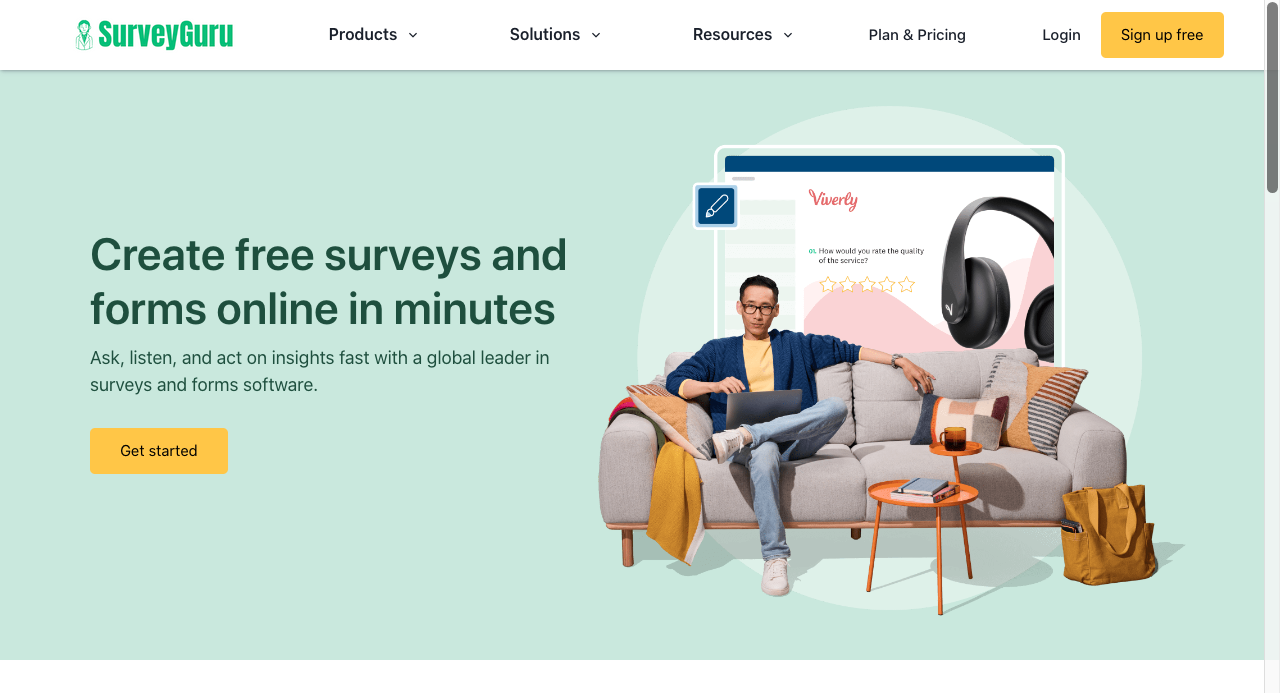 SurveyGuru
Products
Solutions
Resources
Plan & Pricing
Login
Sign up free
Create free surveys and
forms online in minutes
Ask, listen, and act on insights fast with a global leader in
surveys and forms software.
Get started
Viverly
01. How would you rate the quality
of the service?